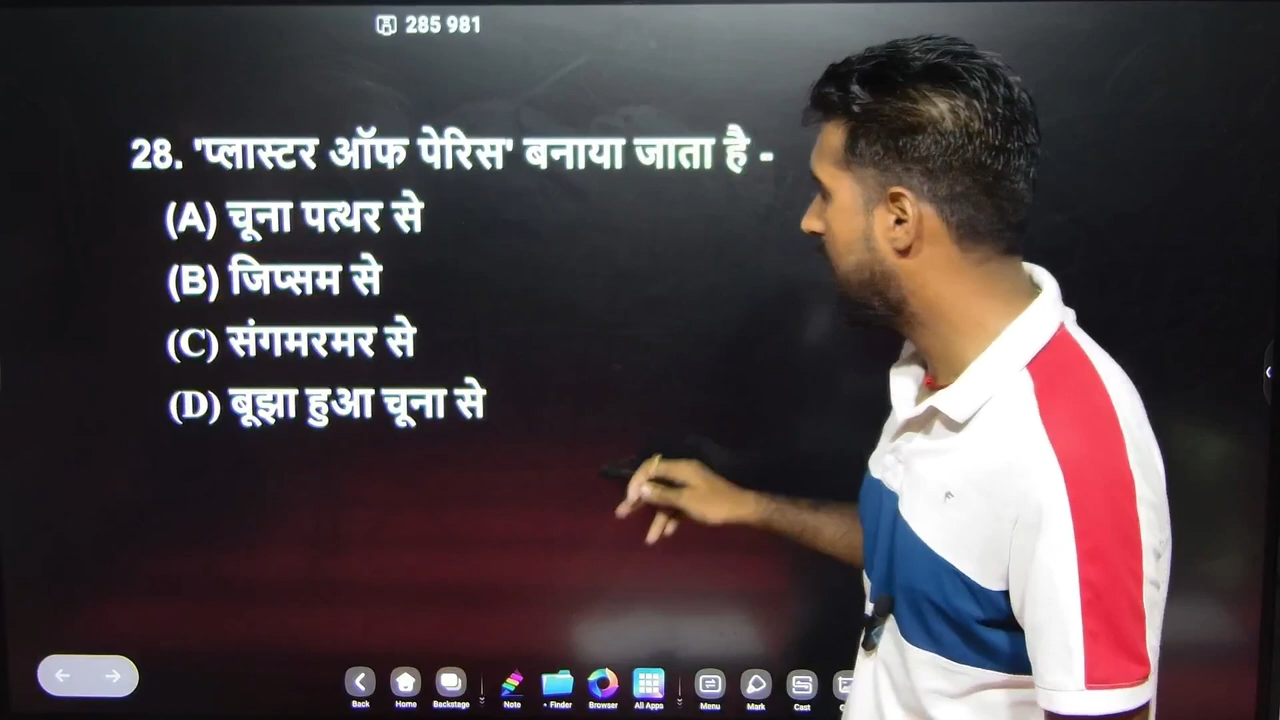 285 981
28. 'प्लास्टर ऑफ पेरिस' बनाया जाता है -
(A) चूना पत्थर से
(B) जिप्सम से
(C) संगमरमर से
(D) बूझा हुआ चूना से
Back Home Backstage Note Finder Browser All Apps Menu Mark Cast